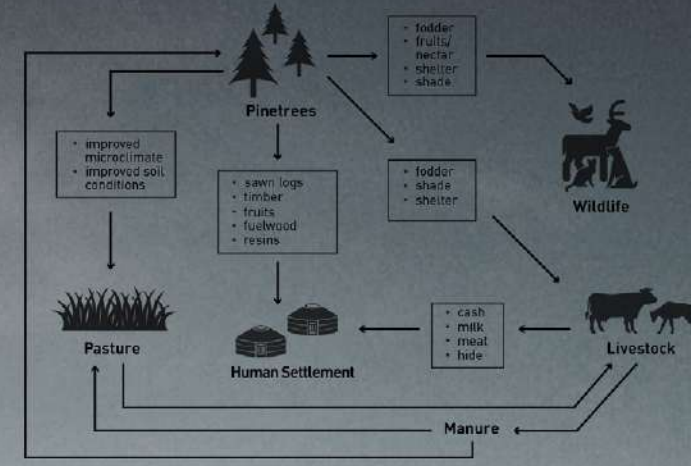 Pinetrees
• fodder
• fruits/
nectar
• shelter
• shade
Wildlife
• improved
microclimate
• improved soil
conditions
• sawn logs
• timber
• fruits
• fuelwood
• resins
• fodder
• shade
• shelter
Pasture
Human Settlement
• cash
• milk
• meat
• hide
Livestock
Manure